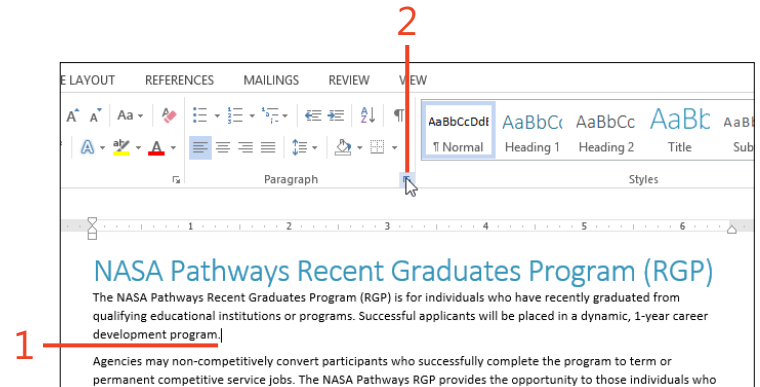 2
E LAYOUT REFERENCES MAILINGS REVIEW VIEW
A A Aa
A aby A
AaBbCcDdE AaBbCc AaBbCc AaBb AaBb
¶ Normal Heading 1 Heading 2 Title Sub
Paragraph Styles
1 2 3 4 5 6
NASA Pathways Recent Graduates Program (RGP)
The NASA Pathways Recent Graduates Program (RGP) is for individuals who have recently graduated from
qualifying educational institutions or programs. Successful applicants will be placed in a dynamic, 1-year career
development program.
1
Agencies may non-competitively convert participants who successfully complete the program to term or
permanent competitive service jobs. The NASA Pathways RGP provides the opportunity to those individuals who